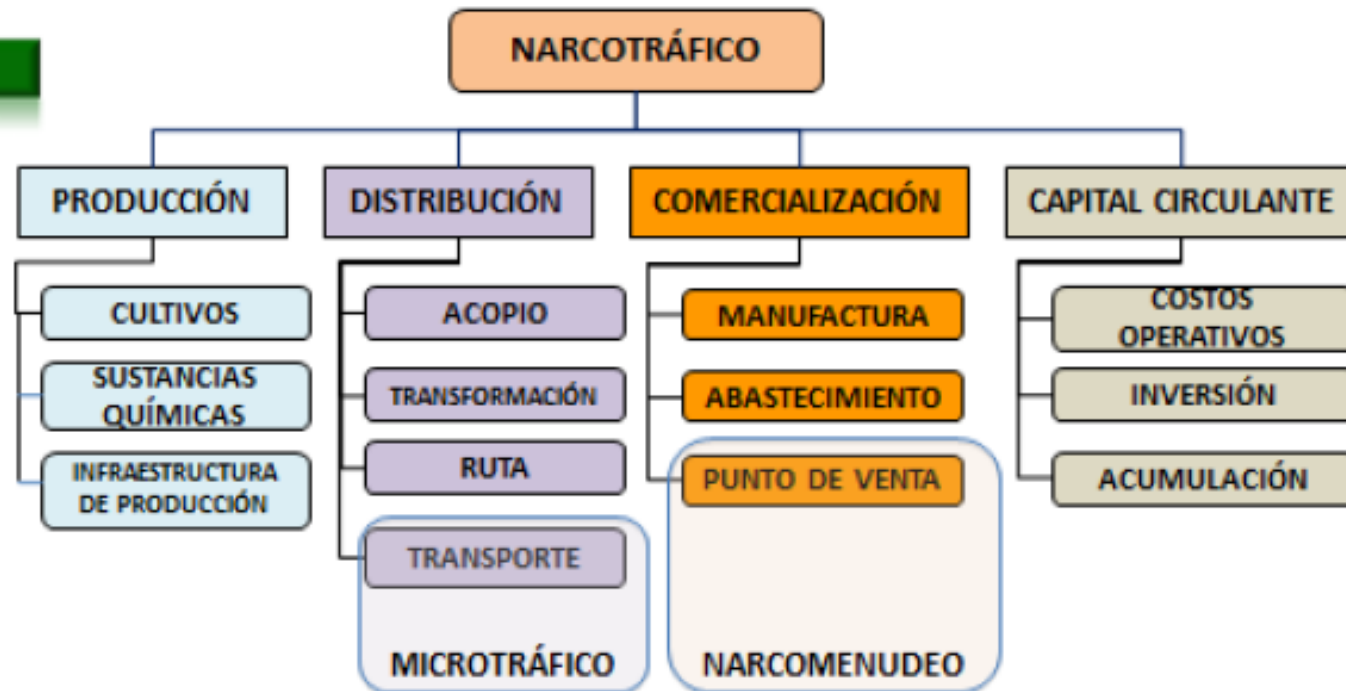 NARCOTRÁFICO
PRODUCCIÓN
CULTIVOS
SUSTANCIAS
QUÍMICAS
INFRAESTRUCTURA
DE PRODUCCIÓN
DISTRIBUCIÓN
ACOPIO
TRANSFORMACIÓN
RUTA
TRANSPORTE
MICROTRÁFICO
COMERCIALIZACIÓN
MANUFACTURA
ABASTECIMIENTO
PUNTO DE VENTA
NARCOMENUDEO
CAPITAL CIRCULANTE
COSTOS
OPERATIVOS
INVERSIÓN
ACUMULACIÓN